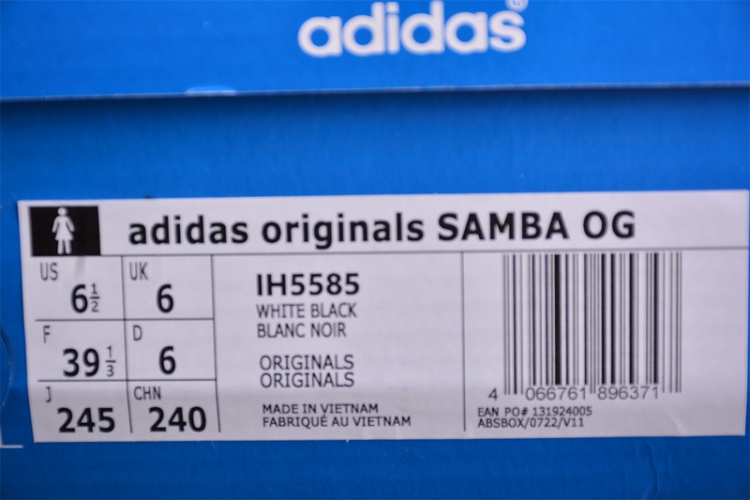 adidas
adidas originals SAMBA OG
US 6½ UK 6
F 39⅓ D 6
J 245 CHN 240
IH5585
WHITE BLACK
BLANC NOIR
ORIGINALS
ORIGINALS
MADE IN VIETNAM
FABRIQUÉ AU VIETNAM
4 066761 896371
EAN PO# 131924005
ABSBOX/0722/V11